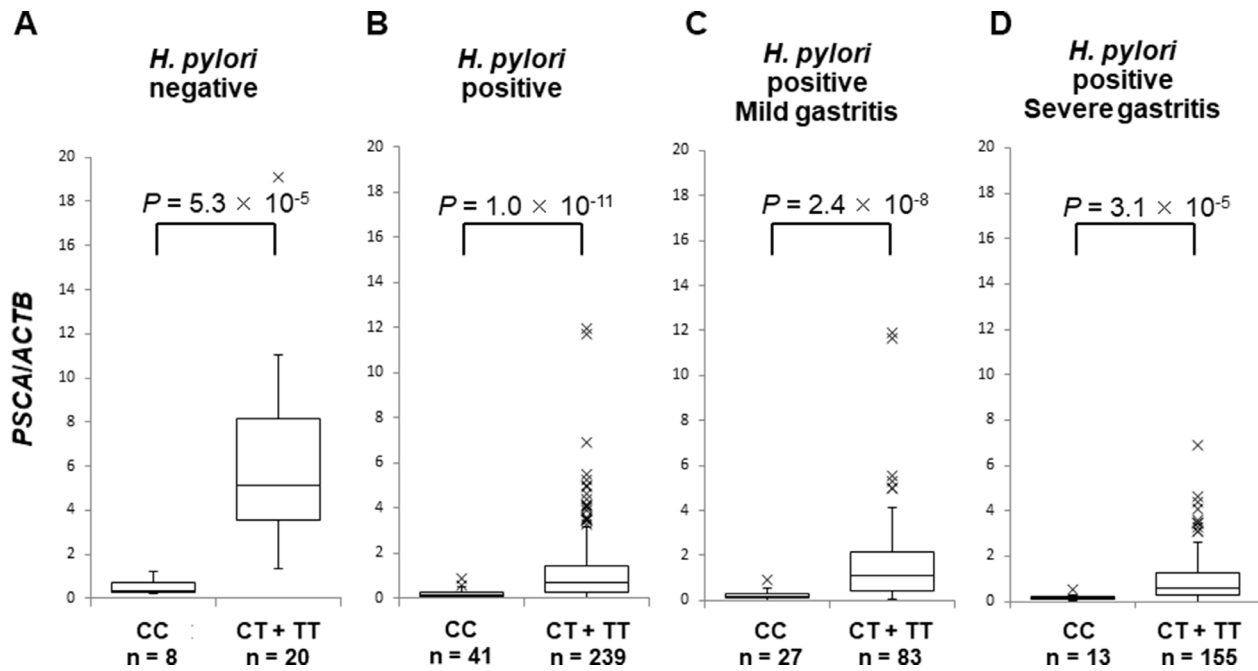 A
H. pylori
negative
20
18
16
14
12
10
8
6
4
2
0
PSCA/ACTB
P = 5.3 × 10-5
CC
n = 8
CT + TT
n = 20
B
H. pylori
positive
20
18
16
14
12
10
8
6
4
2
0
P = 1.0 × 10-11
CC
n = 41
CT + TT
n = 239
C
H. pylori
positive
Mild gastritis
20
18
16
14
12
10
8
6
4
2
0
P = 2.4 × 10-8
CC
n = 27
CT + TT
n = 83
D
H. pylori
positive
Severe gastritis
20
18
16
14
12
10
8
6
4
2
0
P = 3.1 × 10-5
CC
n = 13
CT + TT
n = 155